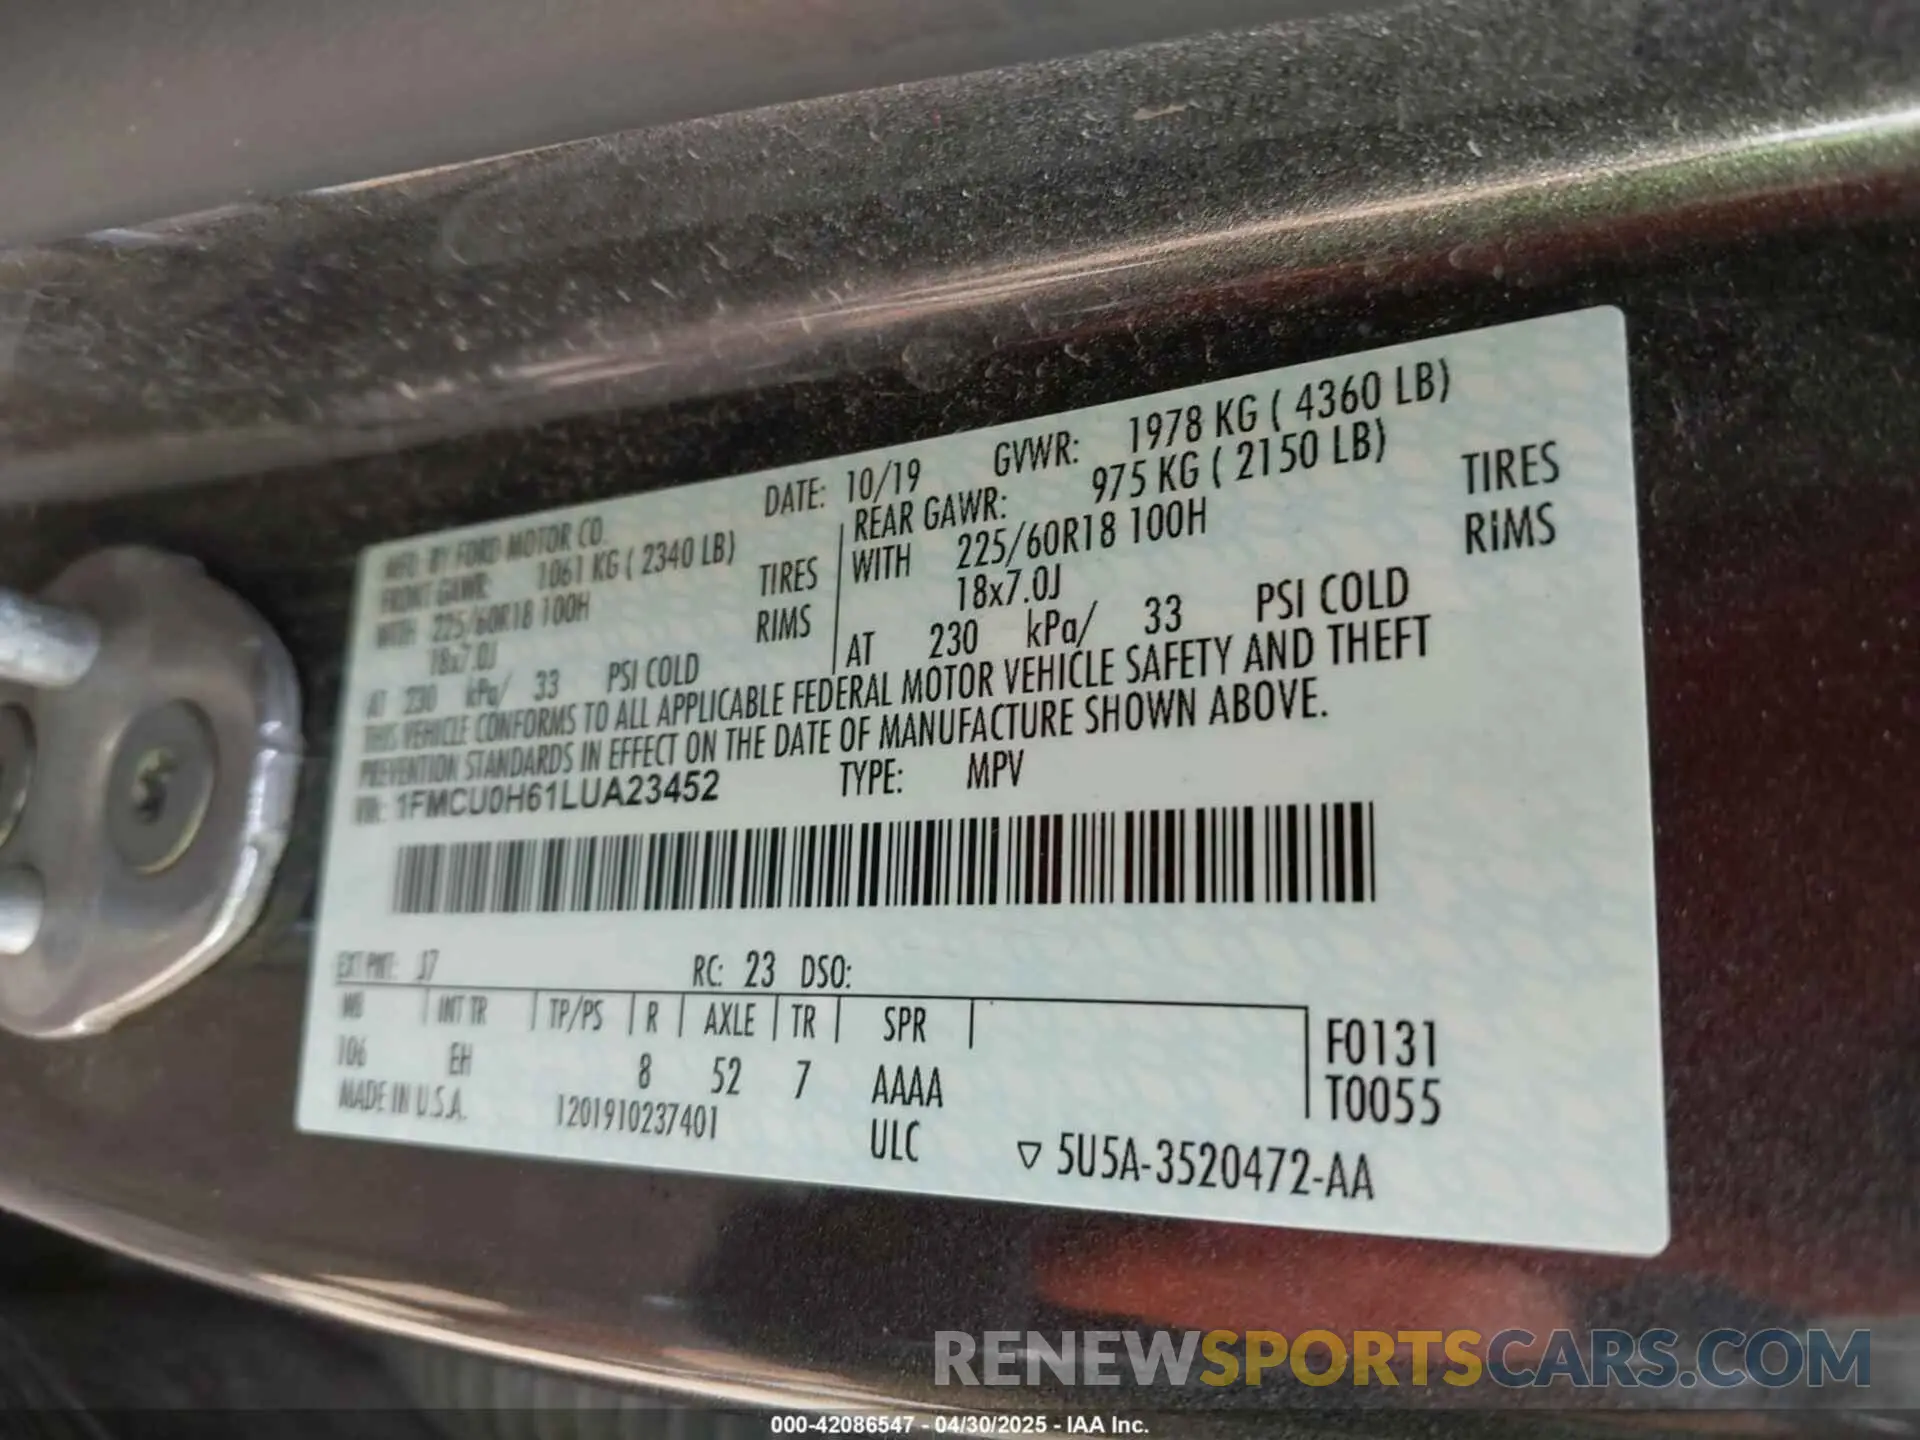 MFD. BY FORD MOTOR CO. DATE: 10/19 GVWR: 1978 KG ( 4360 LB)
FRONT GAWR: 1061 KG ( 2340 LB) REAR GAWR: 975 KG ( 2150 LB)
WITH 225/60R18 100H TIRES WITH 225/60R18 100H TIRES
18x7.0J RIMS 18x7.0J RIMS
AT 230 kPa/ 33 PSI COLD AT 230 kPa/ 33 PSI COLD
THIS VEHICLE CONFORMS TO ALL APPLICABLE FEDERAL MOTOR VEHICLE SAFETY AND THEFT
PREVENTION STANDARDS IN EFFECT ON THE DATE OF MANUFACTURE SHOWN ABOVE.
VIN: 1FMCU0H61LUA23452 TYPE: MPV
EXT PNT: J7 RC: 23 DSO:
WB INT TR TP/PS R AXLE TR SPR F0131
106 EH 8 52 7 AAAA T0055
MADE IN U.S.A. 1201910237401 ULC ▽ 5U5A-3520472-AA
RENEWSPORTSCARS.COM
000-42086547 - 04/30/2025 - IAA Inc.